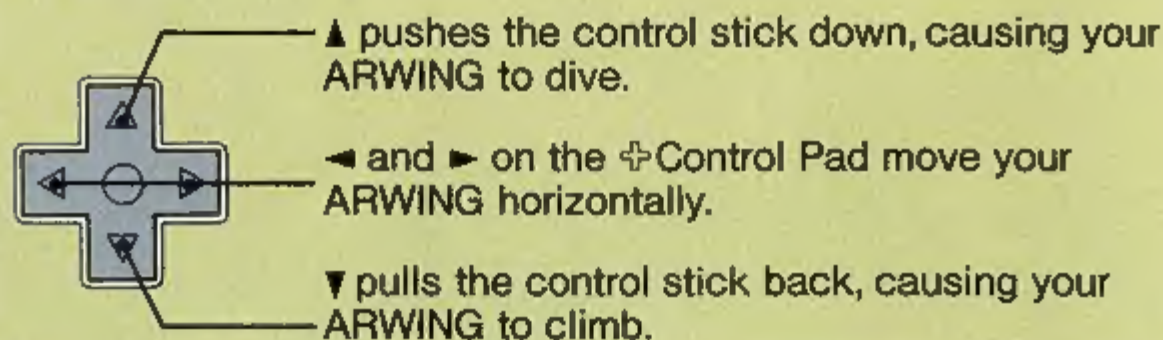 ▲ pushes the control stick down, causing your
ARWING to dive.
◄ and ► on the ✚Control Pad move your
ARWING horizontally.
▼ pulls the control stick back, causing your
ARWING to climb.